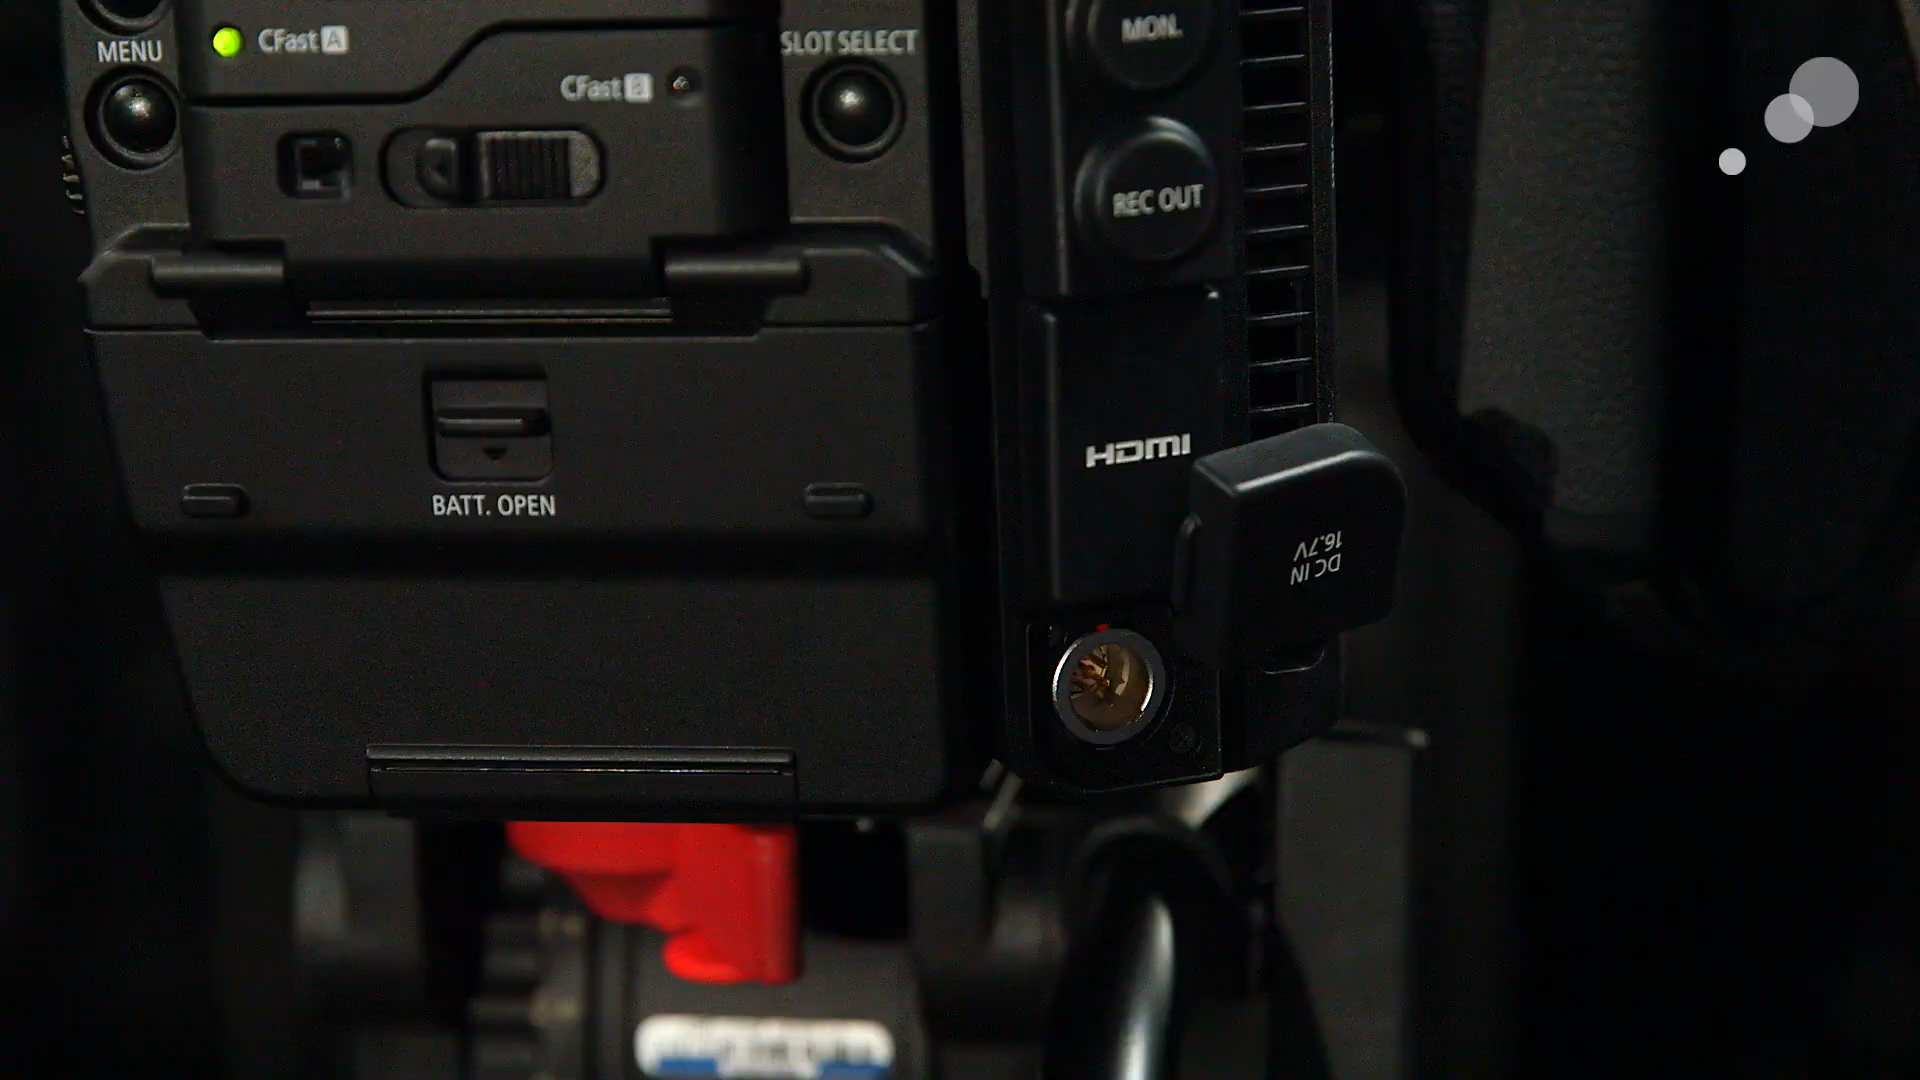 MENU
CFast A
SLOT SELECT
CFast B
MON.
REC OUT
HDMI
BATT. OPEN
DC IN
16.7V